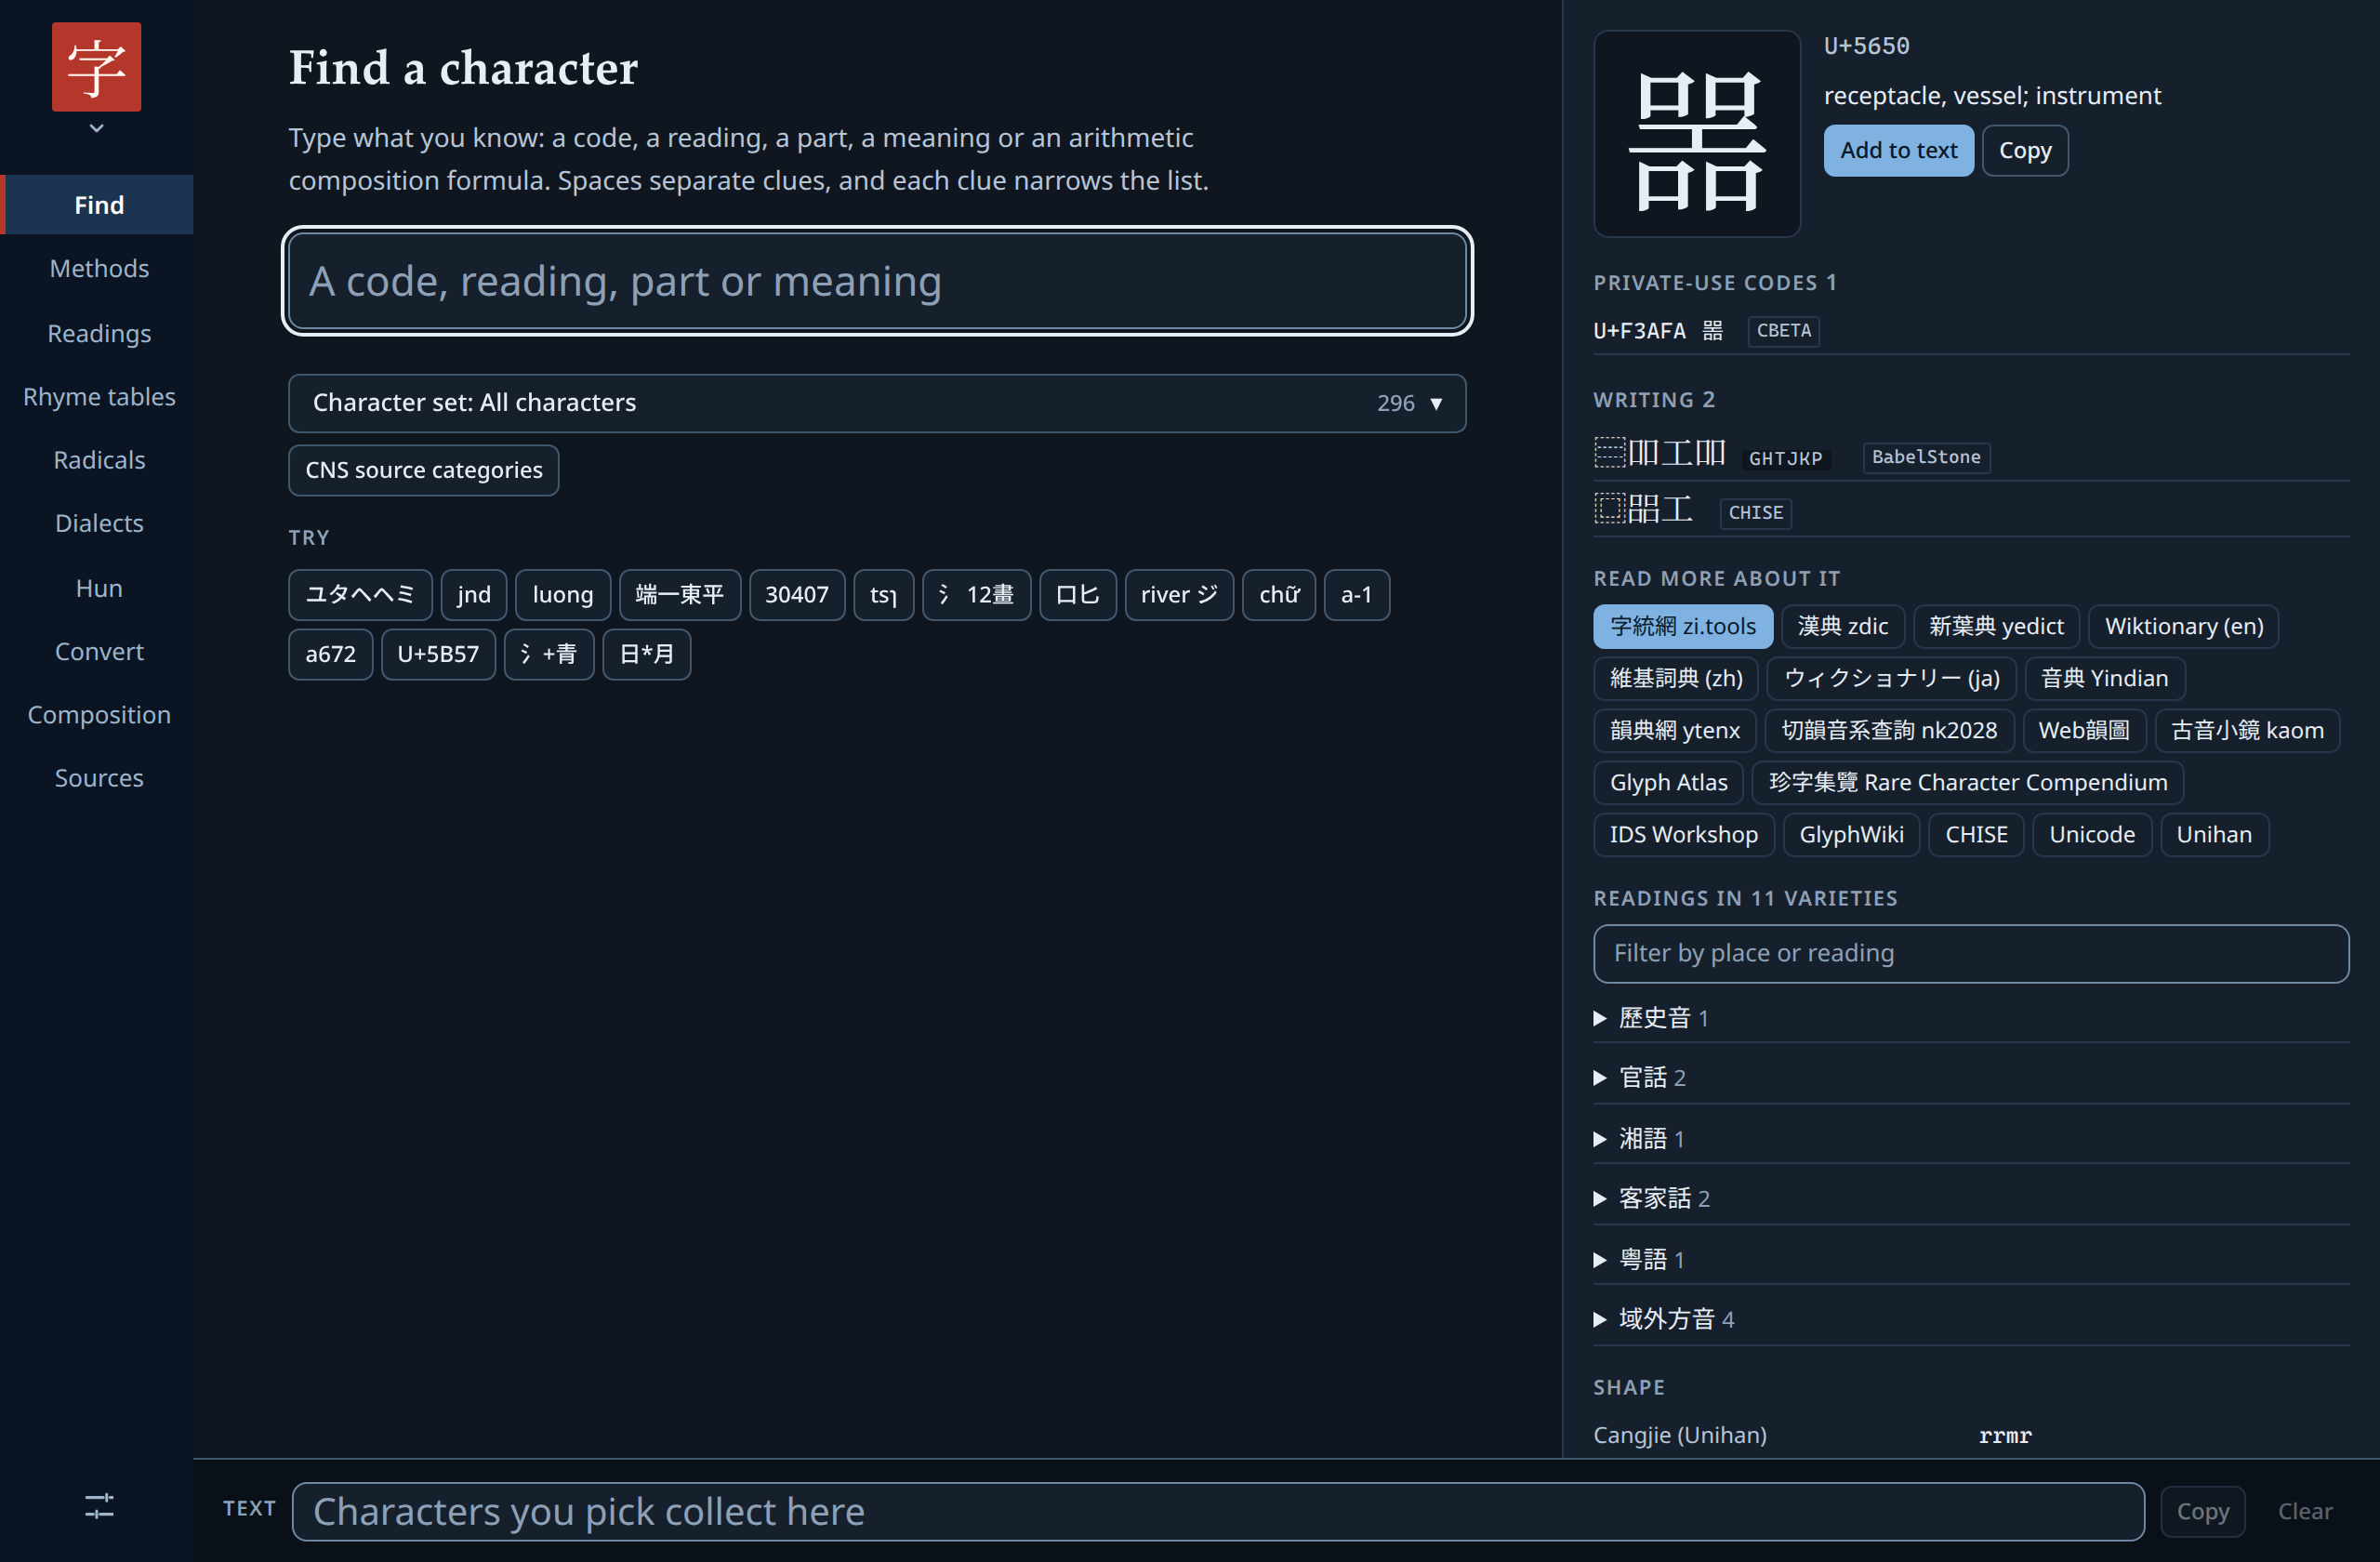 字
Find
Methods
Readings
Rhyme tables
Radicals
Dialects
Hun
Convert
Composition
Sources
Find a character
Type what you know: a code, a reading, a part, a meaning or an arithmetic
composition formula. Spaces separate clues, and each clue narrows the list.
A code, reading, part or meaning
Character set: All characters 296 ▼
CNS source categories
TRY
ユタヘヘミ jnd luong 端一東平 30407 tsʅ 氵 12畫 口匕 river ジ chữ a-1
a672 U+5B57 氵+青 日*月
噐
U+5650
receptacle, vessel; instrument
Add to text Copy
PRIVATE-USE CODES 1
U+F3AFA 噐 CBETA
WRITING 2
⿳吅工吅 GHTJKP BabelStone
⿴㗊工 CHISE
READ MORE ABOUT IT
字統網 zi.tools 漢典 zdic 新葉典 yedict Wiktionary (en)
維基詞典 (zh) ウィクショナリー (ja) 音典 Yindian
韻典網 ytenx 切韻音系查詢 nk2028 Web韻圖 古音小鏡 kaom
Glyph Atlas 珍字集覽 Rare Character Compendium
IDS Workshop GlyphWiki CHISE Unicode Unihan
READINGS IN 11 VARIETIES
Filter by place or reading
▶ 歷史音 1
▶ 官話 2
▶ 湘語 1
▶ 客家話 2
▶ 粵語 1
▶ 域外方音 4
SHAPE
Cangjie (Unihan) rrmr
TEXT Characters you pick collect here Copy Clear